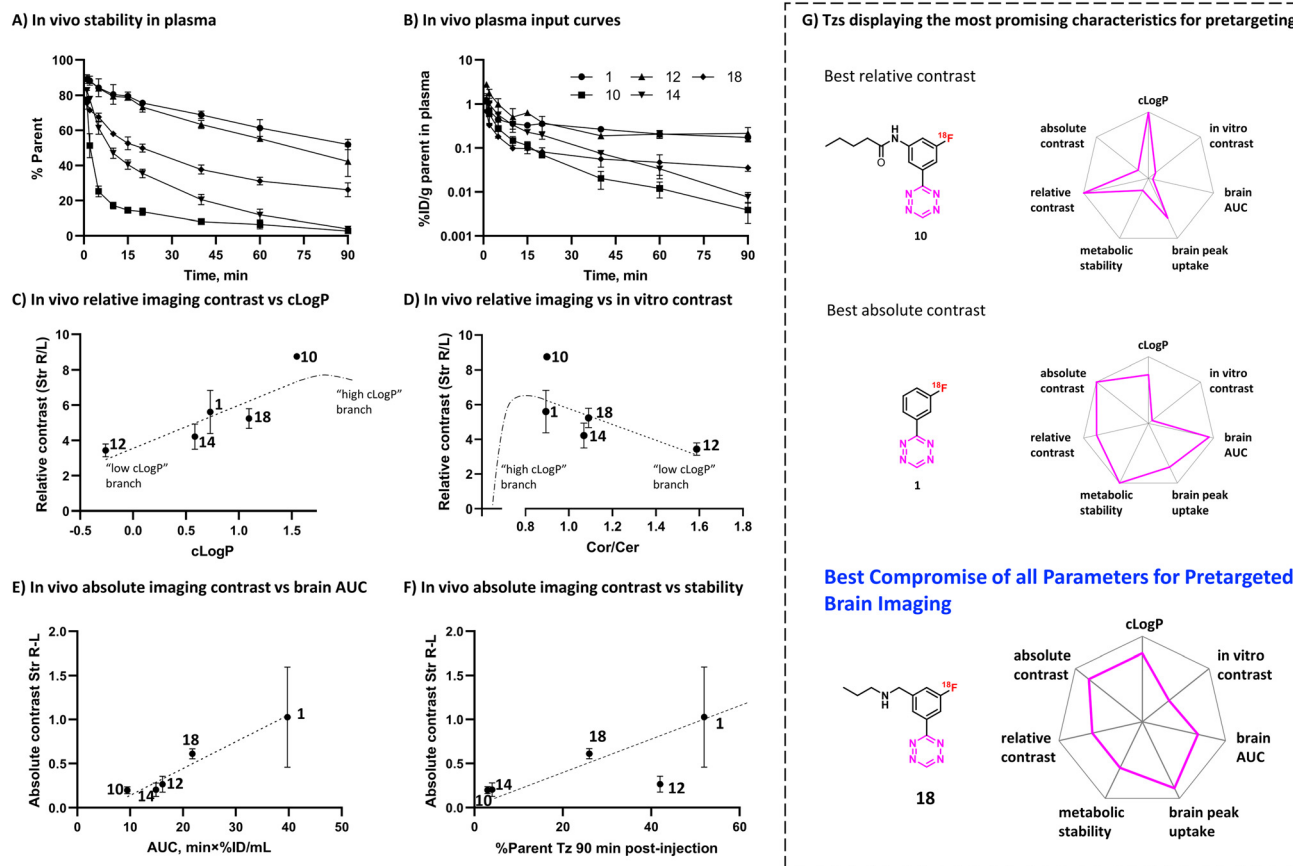 A) In vivo stability in plasma
% Parent
100
80
60
40
20
0
0
15
30
45
60
75
90
Time, min
B) In vivo plasma input curves
%ID/g parent in plasma
10
1
0.1
0.01
0.001
1
12
18
10
14
0
15
30
45
60
75
90
Time, min
C) In vivo relative imaging contrast vs cLogP
Relative contrast (Str R/L)
10
8
6
4
2
0
10
"high cLogP"
branch
1
18
14
12
"low cLogP"
branch
-0.5
0.0
0.5
1.0
1.5
cLogP
D) In vivo relative imaging vs in vitro contrast
Relative contrast (Str R/L)
10
8
6
4
2
0
10
1
18
14
12
"high cLogP"
branch
"low cLogP"
branch
0.8
1.0
1.2
1.4
1.6
1.8
Cor/Cer
E) In vivo absolute imaging contrast vs brain AUC
Absolute contrast Str R-L
2.0
1.5
1.0
0.5
0.0
1
18
12
10
14
0
10
20
30
40
50
AUC, min×%ID/mL
F) In vivo absolute imaging contrast vs stability
Absolute contrast Str R-L
2.0
1.5
1.0
0.5
0.0
1
18
14
12
10
0
20
40
60
%Parent Tz 90 min post-injection
G) Tzs displaying the most promising characteristics for pretargeting
Best relative contrast
H
N
O
18F
N
N
N
N
10
cLogP
in vitro
contrast
brain
AUC
brain peak
uptake
metabolic
stability
relative
contrast
absolute
contrast
Best absolute contrast
18F
N
N
N
N
1
cLogP
in vitro
contrast
brain
AUC
brain peak
uptake
metabolic
stability
relative
contrast
absolute
contrast
Best Compromise of all Parameters for Pretargeted
Brain Imaging
N
H
18F
N
N
N
N
18
cLogP
in vitro
contrast
brain
AUC
brain peak
uptake
metabolic
stability
relative
contrast
absolute
contrast